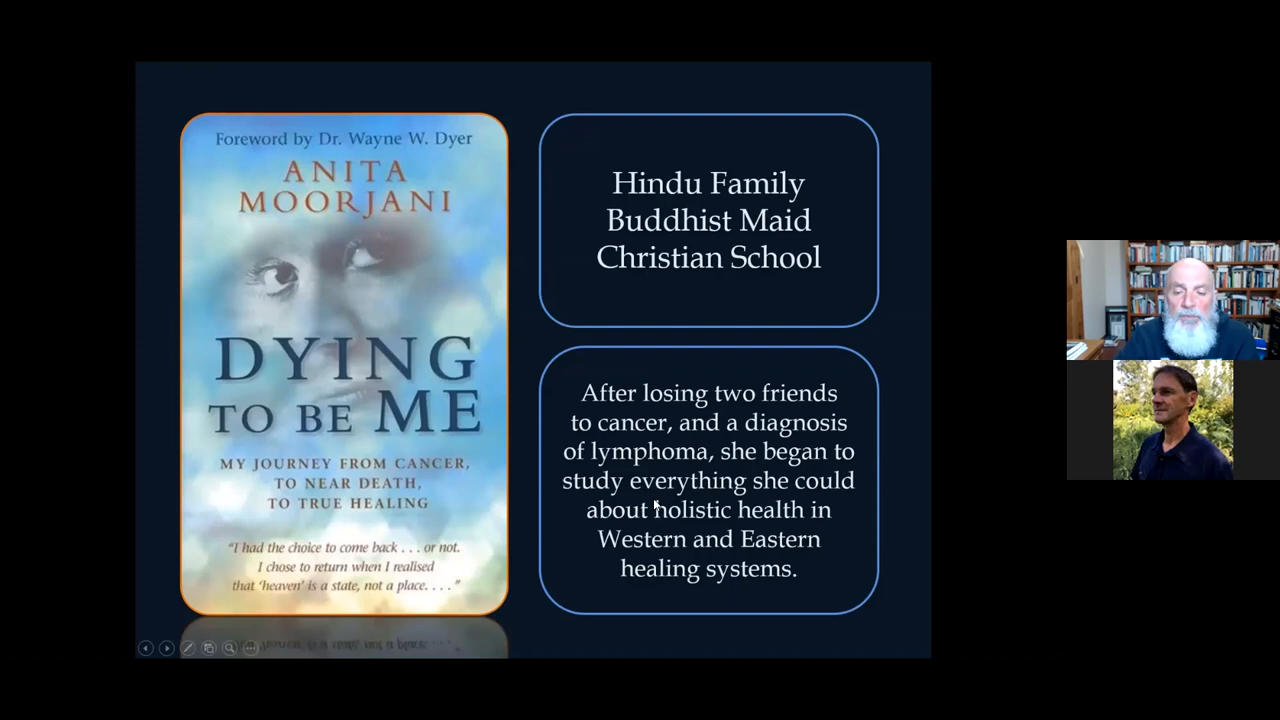 Foreword by Dr. Wayne W. Dyer
ANITA
MOORJANI
DYING
TO BE ME
MY JOURNEY FROM CANCER,
TO NEAR DEATH,
TO TRUE HEALING
“I had the choice to come back . . . or not.
I chose to return when I realised
that ‘heaven’ is a state, not a place. . . .”
Hindu Family
Buddhist Maid
Christian School
After losing two friends
to cancer, and a diagnosis
of lymphoma, she began to
study everything she could
about holistic health in
Western and Eastern
healing systems.